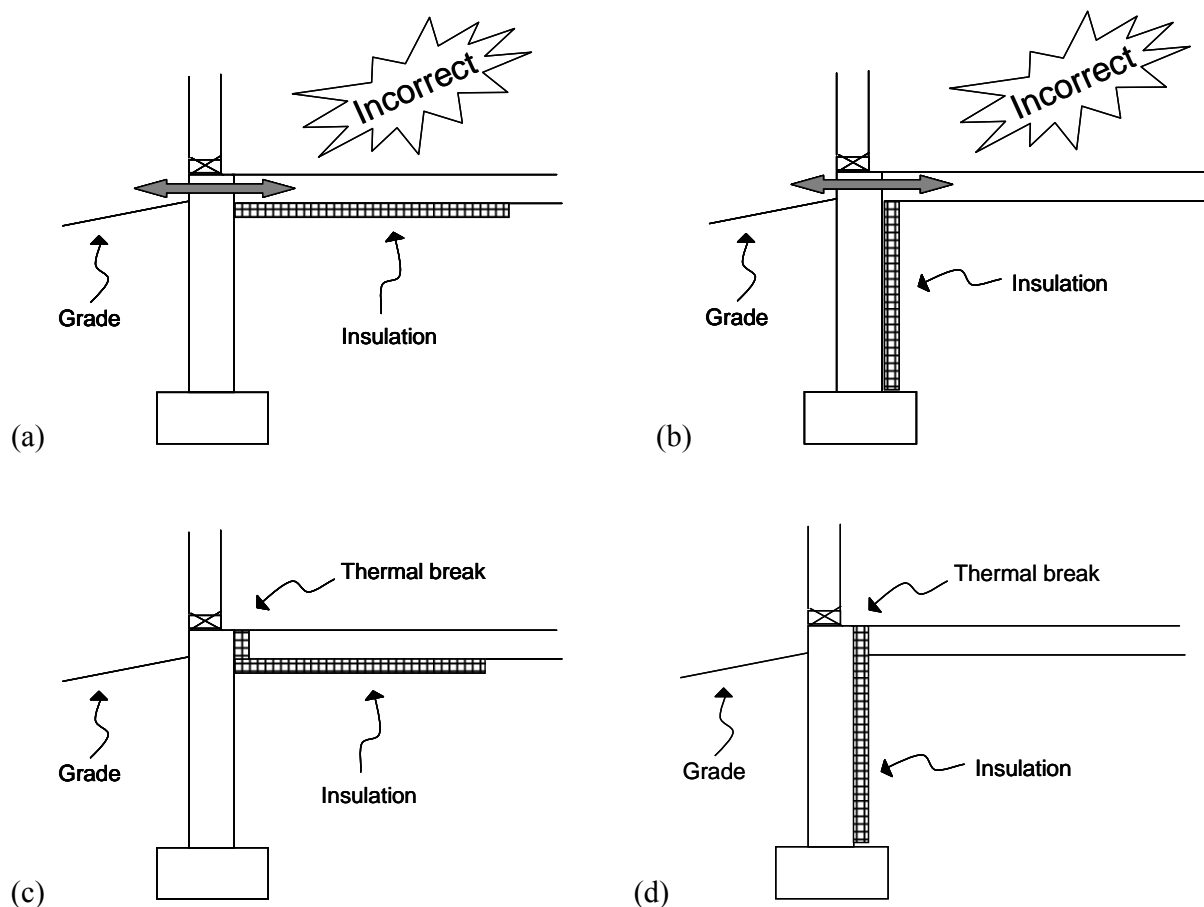 Incorrect
Grade
Insulation
(a)
Incorrect
Grade
Insulation
(b)
Thermal break
Grade
Insulation
(c)
Thermal break
Grade
Insulation
(d)